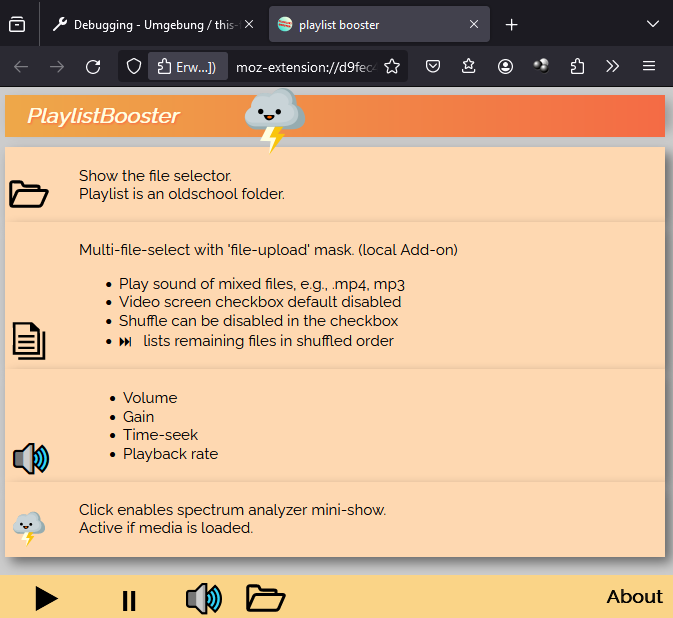 Debugging - Umgebung / this-
playlist booster
Erw...])
moz-extension://d9fec
PlaylistBooster
Show the file selector.
Playlist is an oldschool folder.
Multi-file-select with 'file-upload' mask. (local Add-on)
• Play sound of mixed files, e.g., .mp4, mp3
• Video screen checkbox default disabled
• Shuffle can be disabled in the checkbox
• ⏭ lists remaining files in shuffled order
• Volume
• Gain
• Time-seek
• Playback rate
Click enables spectrum analyzer mini-show.
Active if media is loaded.
About